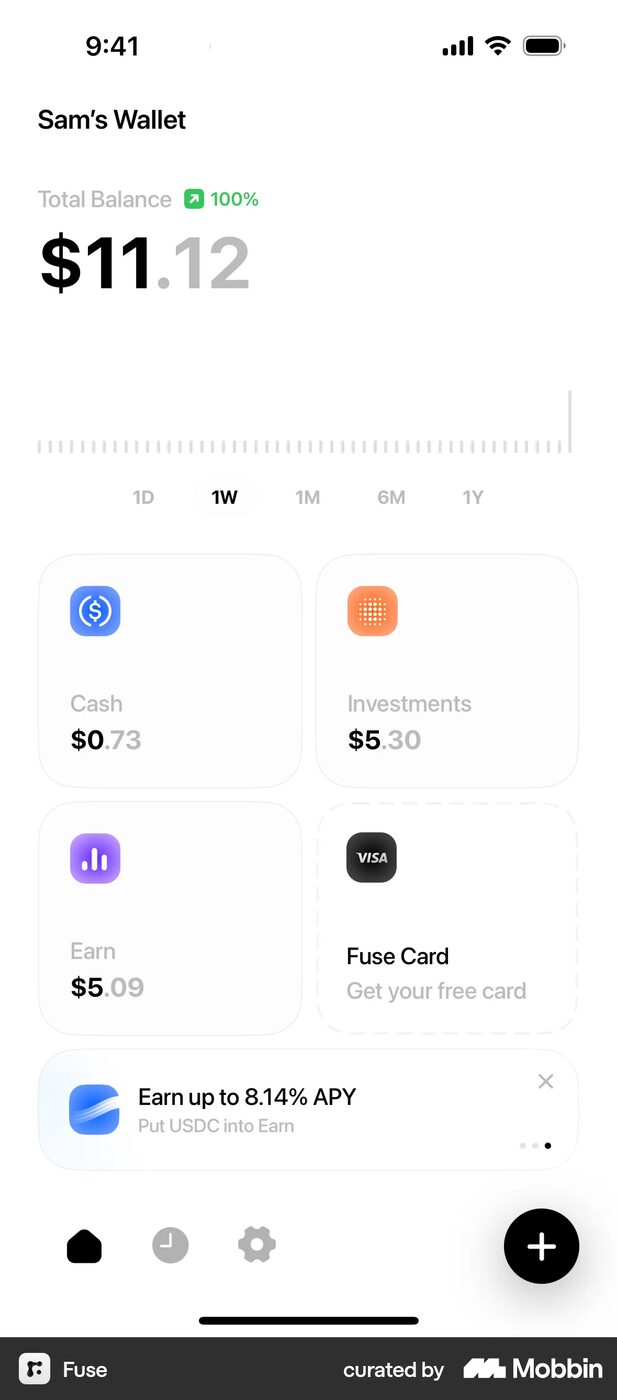 9:41
Sam’s Wallet
Total Balance 100%
$11.12
1D 1W 1M 6M 1Y
Cash
$0.73
Investments
$5.30
Earn
$5.09
VISA
Fuse Card
Get your free card
Earn up to 8.14% APY
Put USDC into Earn
Fuse
curated by Mobbin